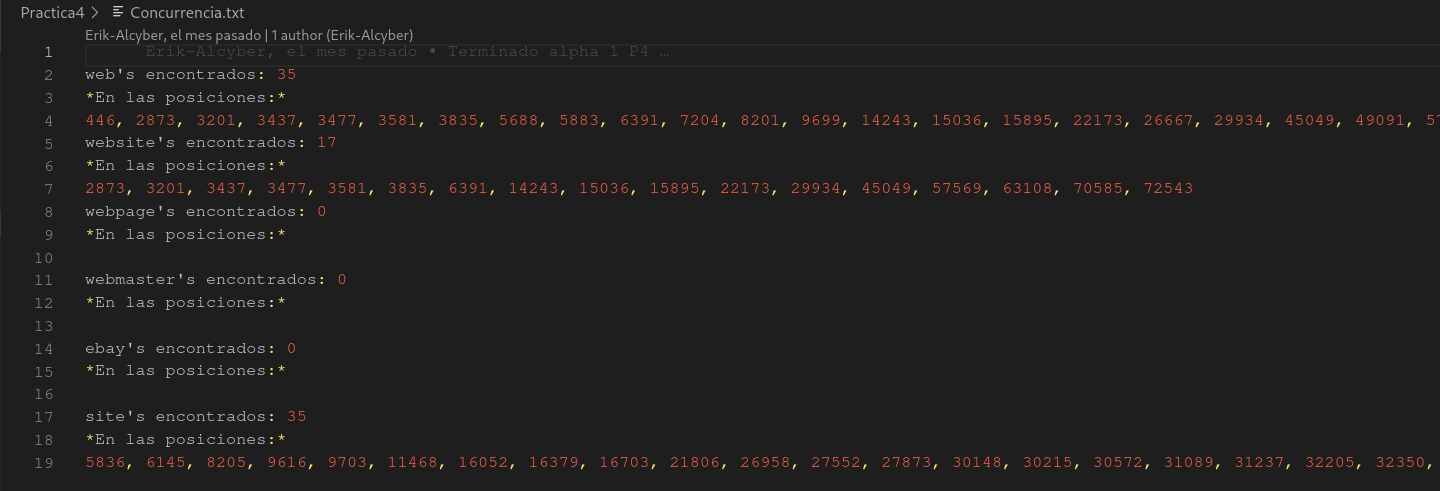 Practica4 > Concurrencia.txt
Erik-Alcyber, el mes pasado | 1 author (Erik-Alcyber)
1 Erik-Alcyber, el mes pasado • Terminado alpha 1 P4 …
2 web's encontrados: 35
3 *En las posiciones:*
4 446, 2873, 3201, 3437, 3477, 3581, 3835, 5688, 5883, 6391, 7204, 8201, 9699, 14243, 15036, 15895, 22173, 26667, 29934, 45049, 49091,
5 website's encontrados: 17
6 *En las posiciones:*
7 2873, 3201, 3437, 3477, 3581, 3835, 6391, 14243, 15036, 15895, 22173, 29934, 45049, 57569, 63108, 70585, 72543
8 webpage's encontrados: 0
9 *En las posiciones:*
10
11 webmaster's encontrados: 0
12 *En las posiciones:*
13
14 ebay's encontrados: 0
15 *En las posiciones:*
16
17 site's encontrados: 35
18 *En las posiciones:*
19 5836, 6145, 8205, 9616, 9703, 11468, 16052, 16379, 16703, 21806, 26958, 27552, 27873, 30148, 30215, 30572, 31089, 31237, 32205, 32350,